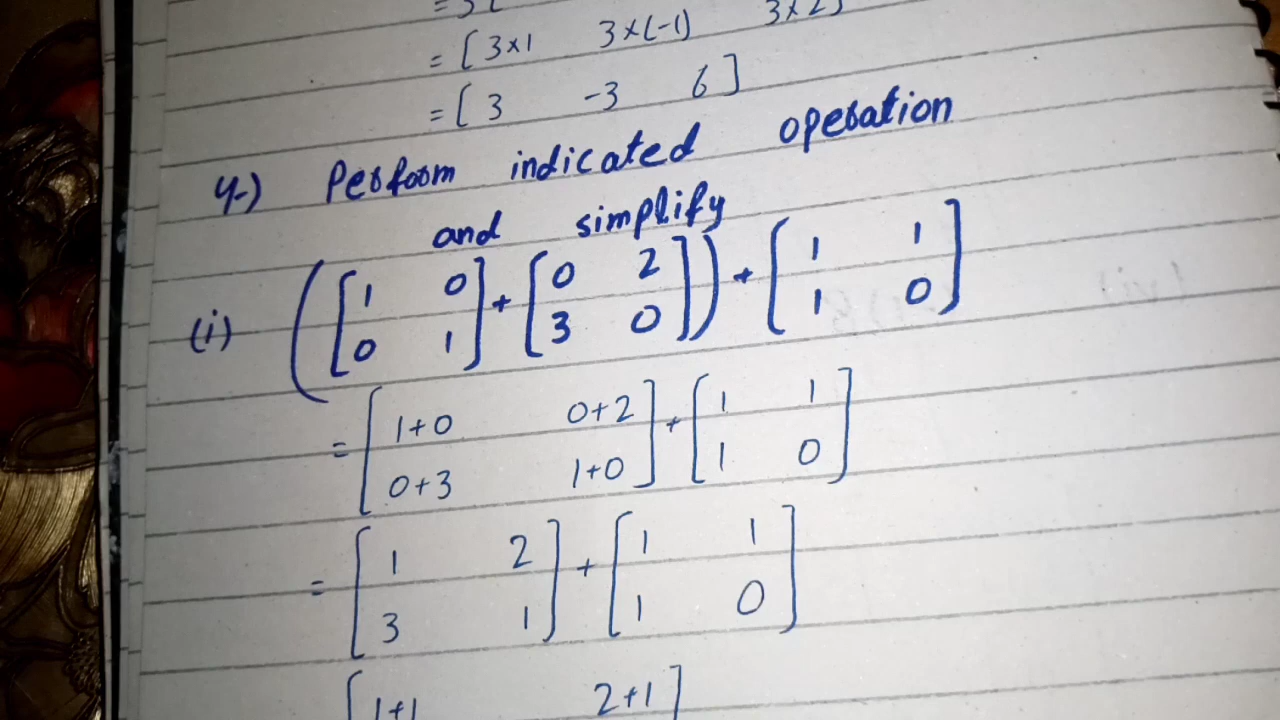 = [ 3×1 3×(-1) 3×2 ]
= [ 3 -3 6 ]
4-) Perform indicated operation
and simplify
(i) ( [ 1 0 ] + [ 0 2 ] ) + [ 1 1 ]
[ 0 1 ] [ 3 0 ] [ 1 0 ]
= [ 1+0 0+2 ] + [ 1 1 ]
[ 0+3 1+0 ] [ 1 0 ]
= [ 1 2 ] + [ 1 1 ]
[ 3 1 ] [ 1 0 ]
[ 1+1 2+1 ]